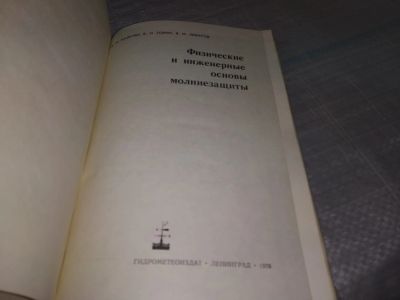 Физические
и инженерные
основы
молниезащиты
ГИДРОМЕТЕОИЗДАТ · ЛЕНИНГРАД · 1978